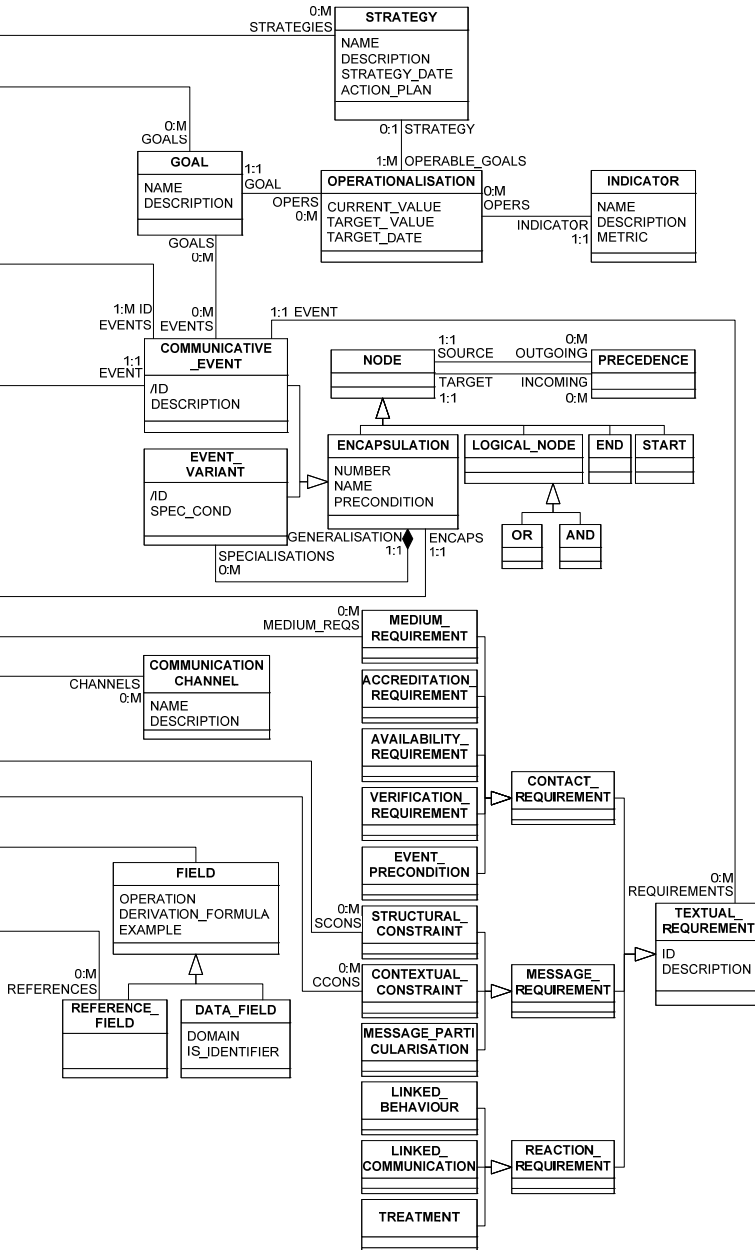 0:M
STRATEGIES
STRATEGY
NAME
DESCRIPTION
STRATEGY_DATE
ACTION_PLAN
0:1 STRATEGY
1:M OPERABLE_GOALS
0:M
GOALS
GOAL
NAME
DESCRIPTION
1:1
GOAL
OPERS
0:M
OPERATIONALISATION
CURRENT_VALUE
TARGET_VALUE
TARGET_DATE
0:M
OPERS
INDICATOR
1:1
INDICATOR
NAME
DESCRIPTION
METRIC
GOALS
0:M
1:M ID
EVENTS
0:M
EVENTS
1:1 EVENT
1:1
EVENT
COMMUNICATIVE
_EVENT
/ID
DESCRIPTION
NODE
1:1
SOURCE
0:M
OUTGOING
TARGET
1:1
INCOMING
0:M
PRECEDENCE
EVENT_
VARIANT
/ID
SPEC_COND
ENCAPSULATION
NUMBER
NAME
PRECONDITION
LOGICAL_NODE
END
START
OR
AND
GENERALISATION
1:1
ENCAPS
1:1
SPECIALISATIONS
0:M
0:M
MEDIUM_REQS
MEDIUM_
REQUIREMENT
CHANNELS
0:M
COMMUNICATION
CHANNEL
NAME
DESCRIPTION
ACCREDITATION_
REQUIREMENT
AVAILABILITY_
REQUIREMENT
VERIFICATION_
REQUIREMENT
EVENT_
PRECONDITION
CONTACT_
REQUIREMENT
0:M
REQUIREMENTS
TEXTUAL_
REQUREMENT
ID
DESCRIPTION
FIELD
OPERATION
DERIVATION_FORMULA
EXAMPLE
0:M
SCONS
STRUCTURAL_
CONSTRAINT
0:M
CCONS
CONTEXTUAL_
CONSTRAINT
MESSAGE_PARTI
CULARISATION
MESSAGE_
REQUIREMENT
0:M
REFERENCES
REFERENCE_
FIELD
DATA_FIELD
DOMAIN
IS_IDENTIFIER
LINKED_
BEHAVIOUR
LINKED_
COMMUNICATION
TREATMENT
REACTION_
REQUIREMENT